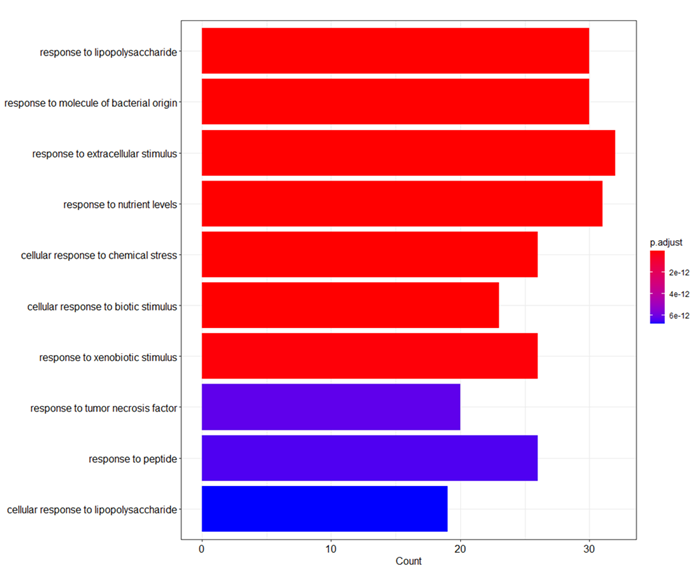 response to lipopolysaccharide
response to molecule of bacterial origin
response to extracellular stimulus
response to nutrient levels
cellular response to chemical stress
cellular response to biotic stimulus
response to xenobiotic stimulus
response to tumor necrosis factor
response to peptide
cellular response to lipopolysaccharide
0 10 20 30
Count
p.adjust
2e-12
4e-12
6e-12